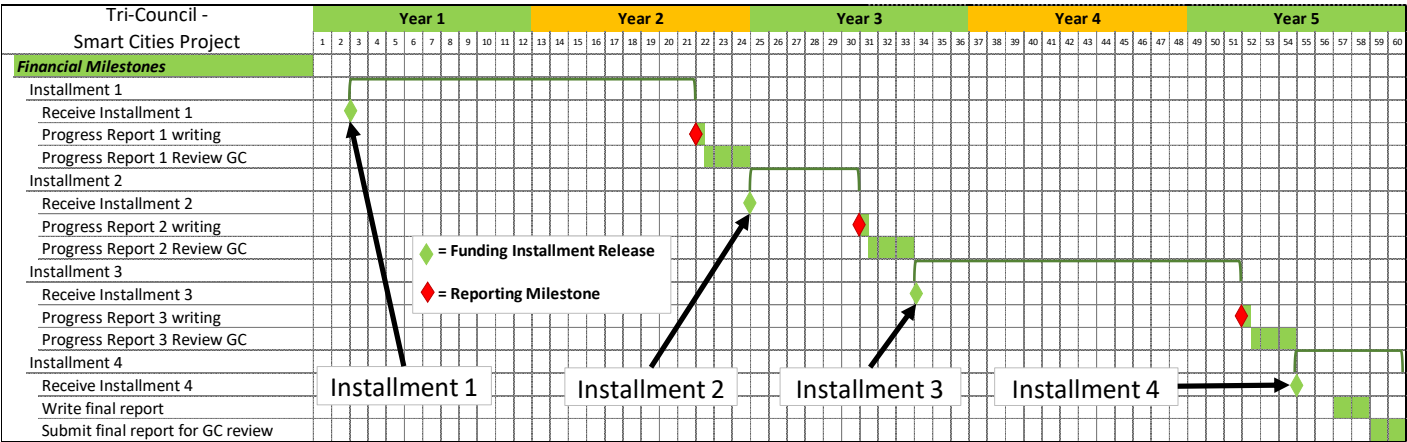 Tri-Council -
Smart Cities Project
Year 1 Year 2 Year 3 Year 4 Year 5
1 2 3 4 5 6 7 8 9 10 11 12 13 14 15 16 17 18 19 20 21 22 23 24 25 26 27 28 29 30 31 32 33 34 35 36 37 38 39 40 41 42 43 44 45 46 47 48 49 50 51 52 53 54 55 56 57 58 59 60
Financial Milestones
Installment 1
Receive Installment 1
Progress Report 1 writing
Progress Report 1 Review GC
Installment 2
Receive Installment 2
Progress Report 2 writing
Progress Report 2 Review GC
Installment 3
Receive Installment 3
Progress Report 3 writing
Progress Report 3 Review GC
Installment 4
Receive Installment 4
Write final report
Submit final report for GC review
= Funding Installment Release
= Reporting Milestone
Installment 1
Installment 2
Installment 3
Installment 4